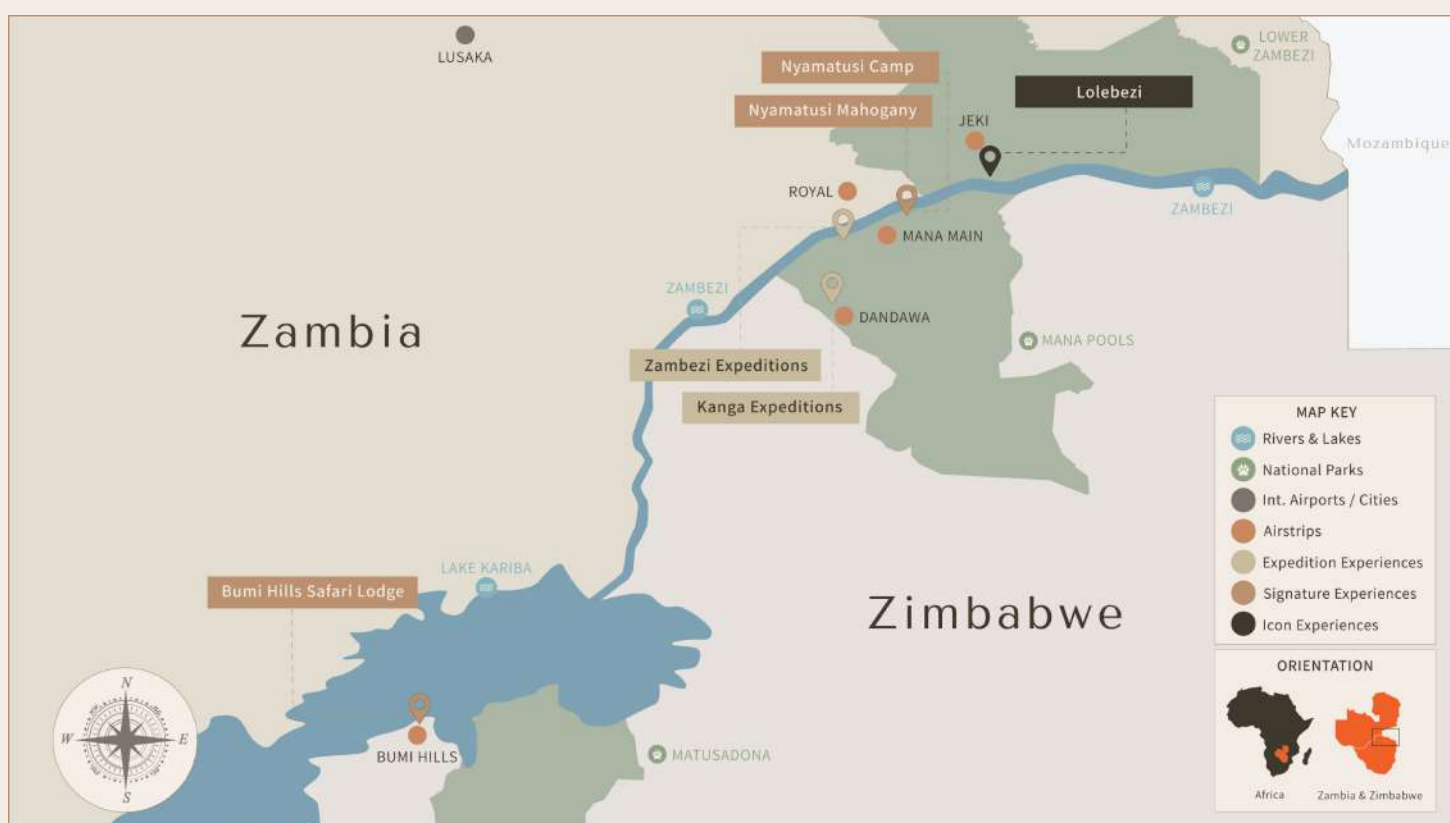 LUSAKA
Nyamatusi Camp
Nyamatusi Mahogany
Lolebezi
LOWER
ZAMBEZI
JEKI
Mozambique
ROYAL
ZAMBEZI
MANA MAIN
ZAMBEZI
DANDAWA
Zambia
MANA POOLS
Zambezi Expeditions
Kanga Expeditions
LAKE KARIBA
Bumi Hills Safari Lodge
Zimbabwe
BUMI HILLS
MATUSADONA
N
W
E
S
MAP KEY
Rivers & Lakes
National Parks
Int. Airports / Cities
Airstrips
Expedition Experiences
Signature Experiences
Icon Experiences
ORIENTATION
Africa
Zambia & Zimbabwe